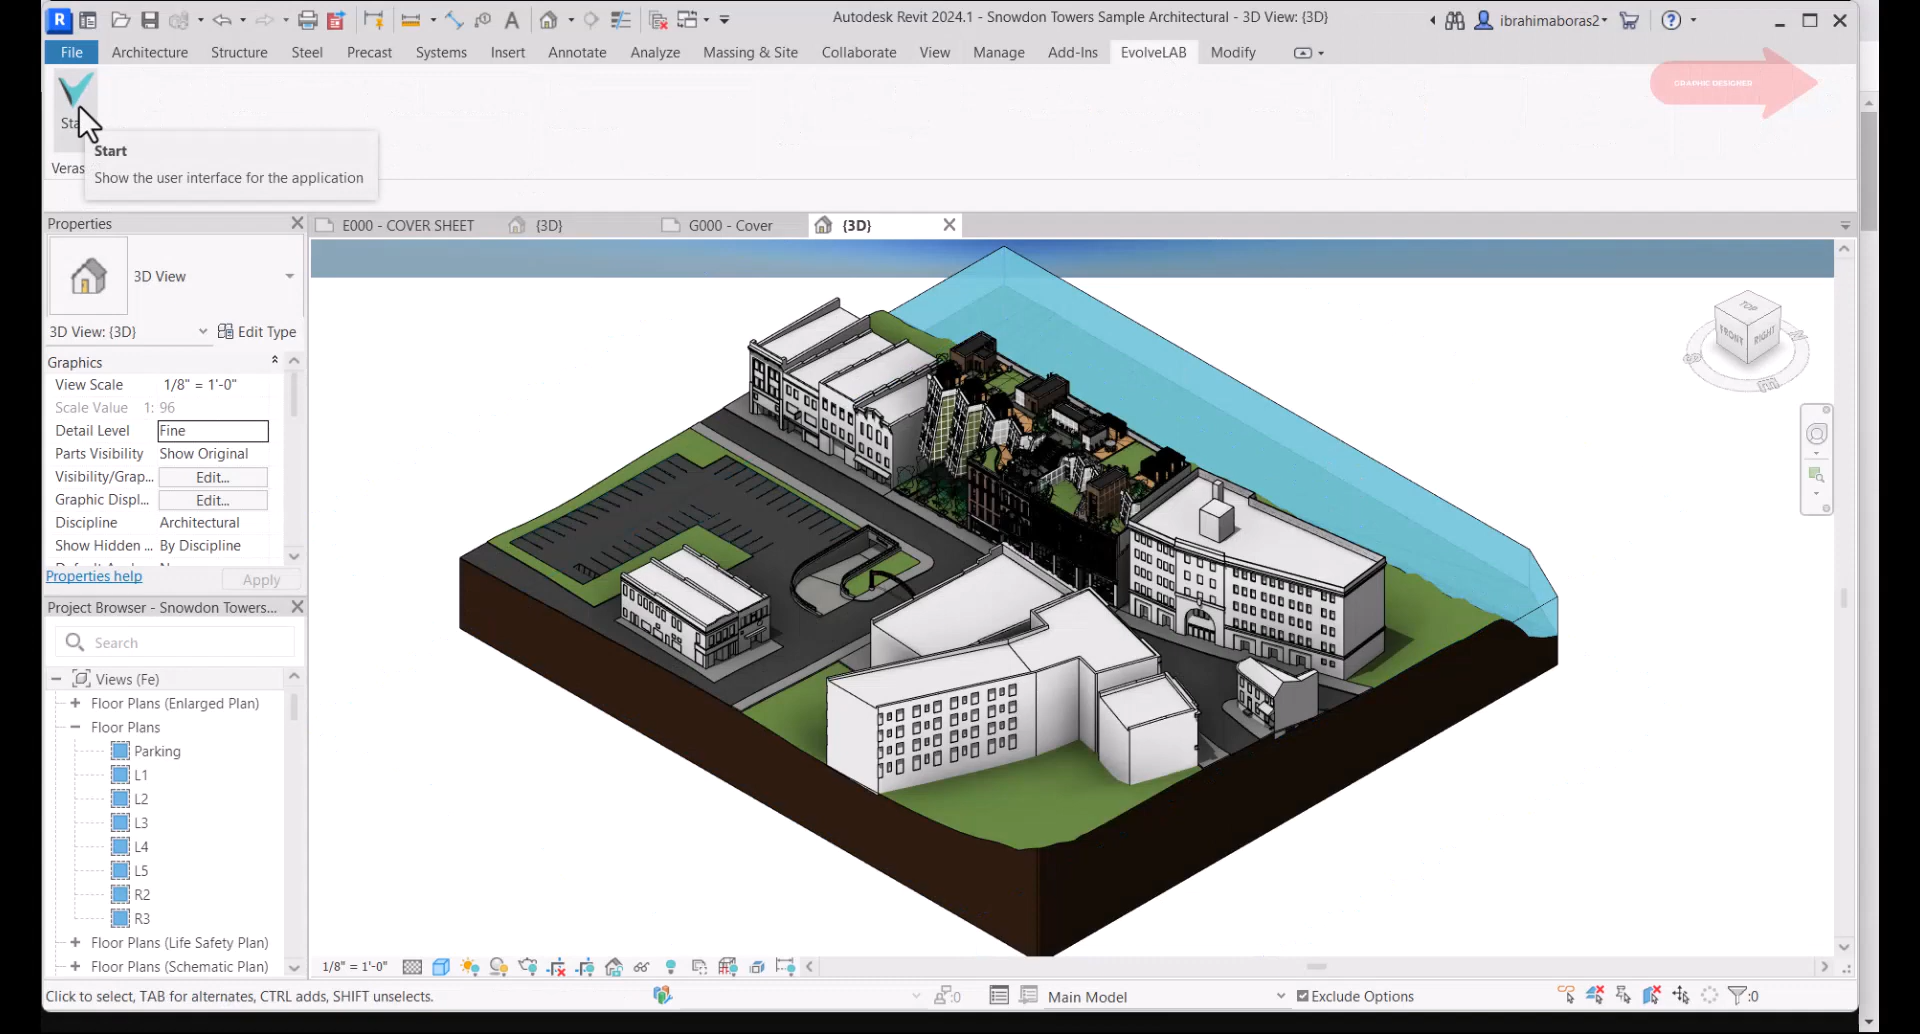 Autodesk Revit 2024.1 - Snowdon Towers Sample Architectural - 3D View: {3D}
ibrahimaboras2
File Architecture Structure Steel Precast Systems Insert Annotate Analyze Massing & Site Collaborate View Manage Add-Ins EvolveLAB Modify
GRAPHIC DESIGNED
Sta
Start
Veras
Show the user interface for the application
Properties
E000 - COVER SHEET {3D} G000 - Cover {3D}
3D View
3D View: {3D} Edit Type
Graphics
View Scale 1/8" = 1'-0"
Scale Value 1: 96
Detail Level Fine
Parts Visibility Show Original
Visibility/Grap... Edit...
Graphic Displ... Edit...
Discipline Architectural
Show Hidden ... By Discipline
Properties help Apply
Project Browser - Snowdon Towers...
Search
Views (Fe)
Floor Plans (Enlarged Plan)
Floor Plans
Parking
L1
L2
L3
L4
L5
R2
R3
Floor Plans (Life Safety Plan)
Floor Plans (Schematic Plan)
TOP
FRONT
RIGHT
1/8" = 1'-0"
Click to select, TAB for alternates, CTRL adds, SHIFT unselects.
:0
Main Model
Exclude Options
:0